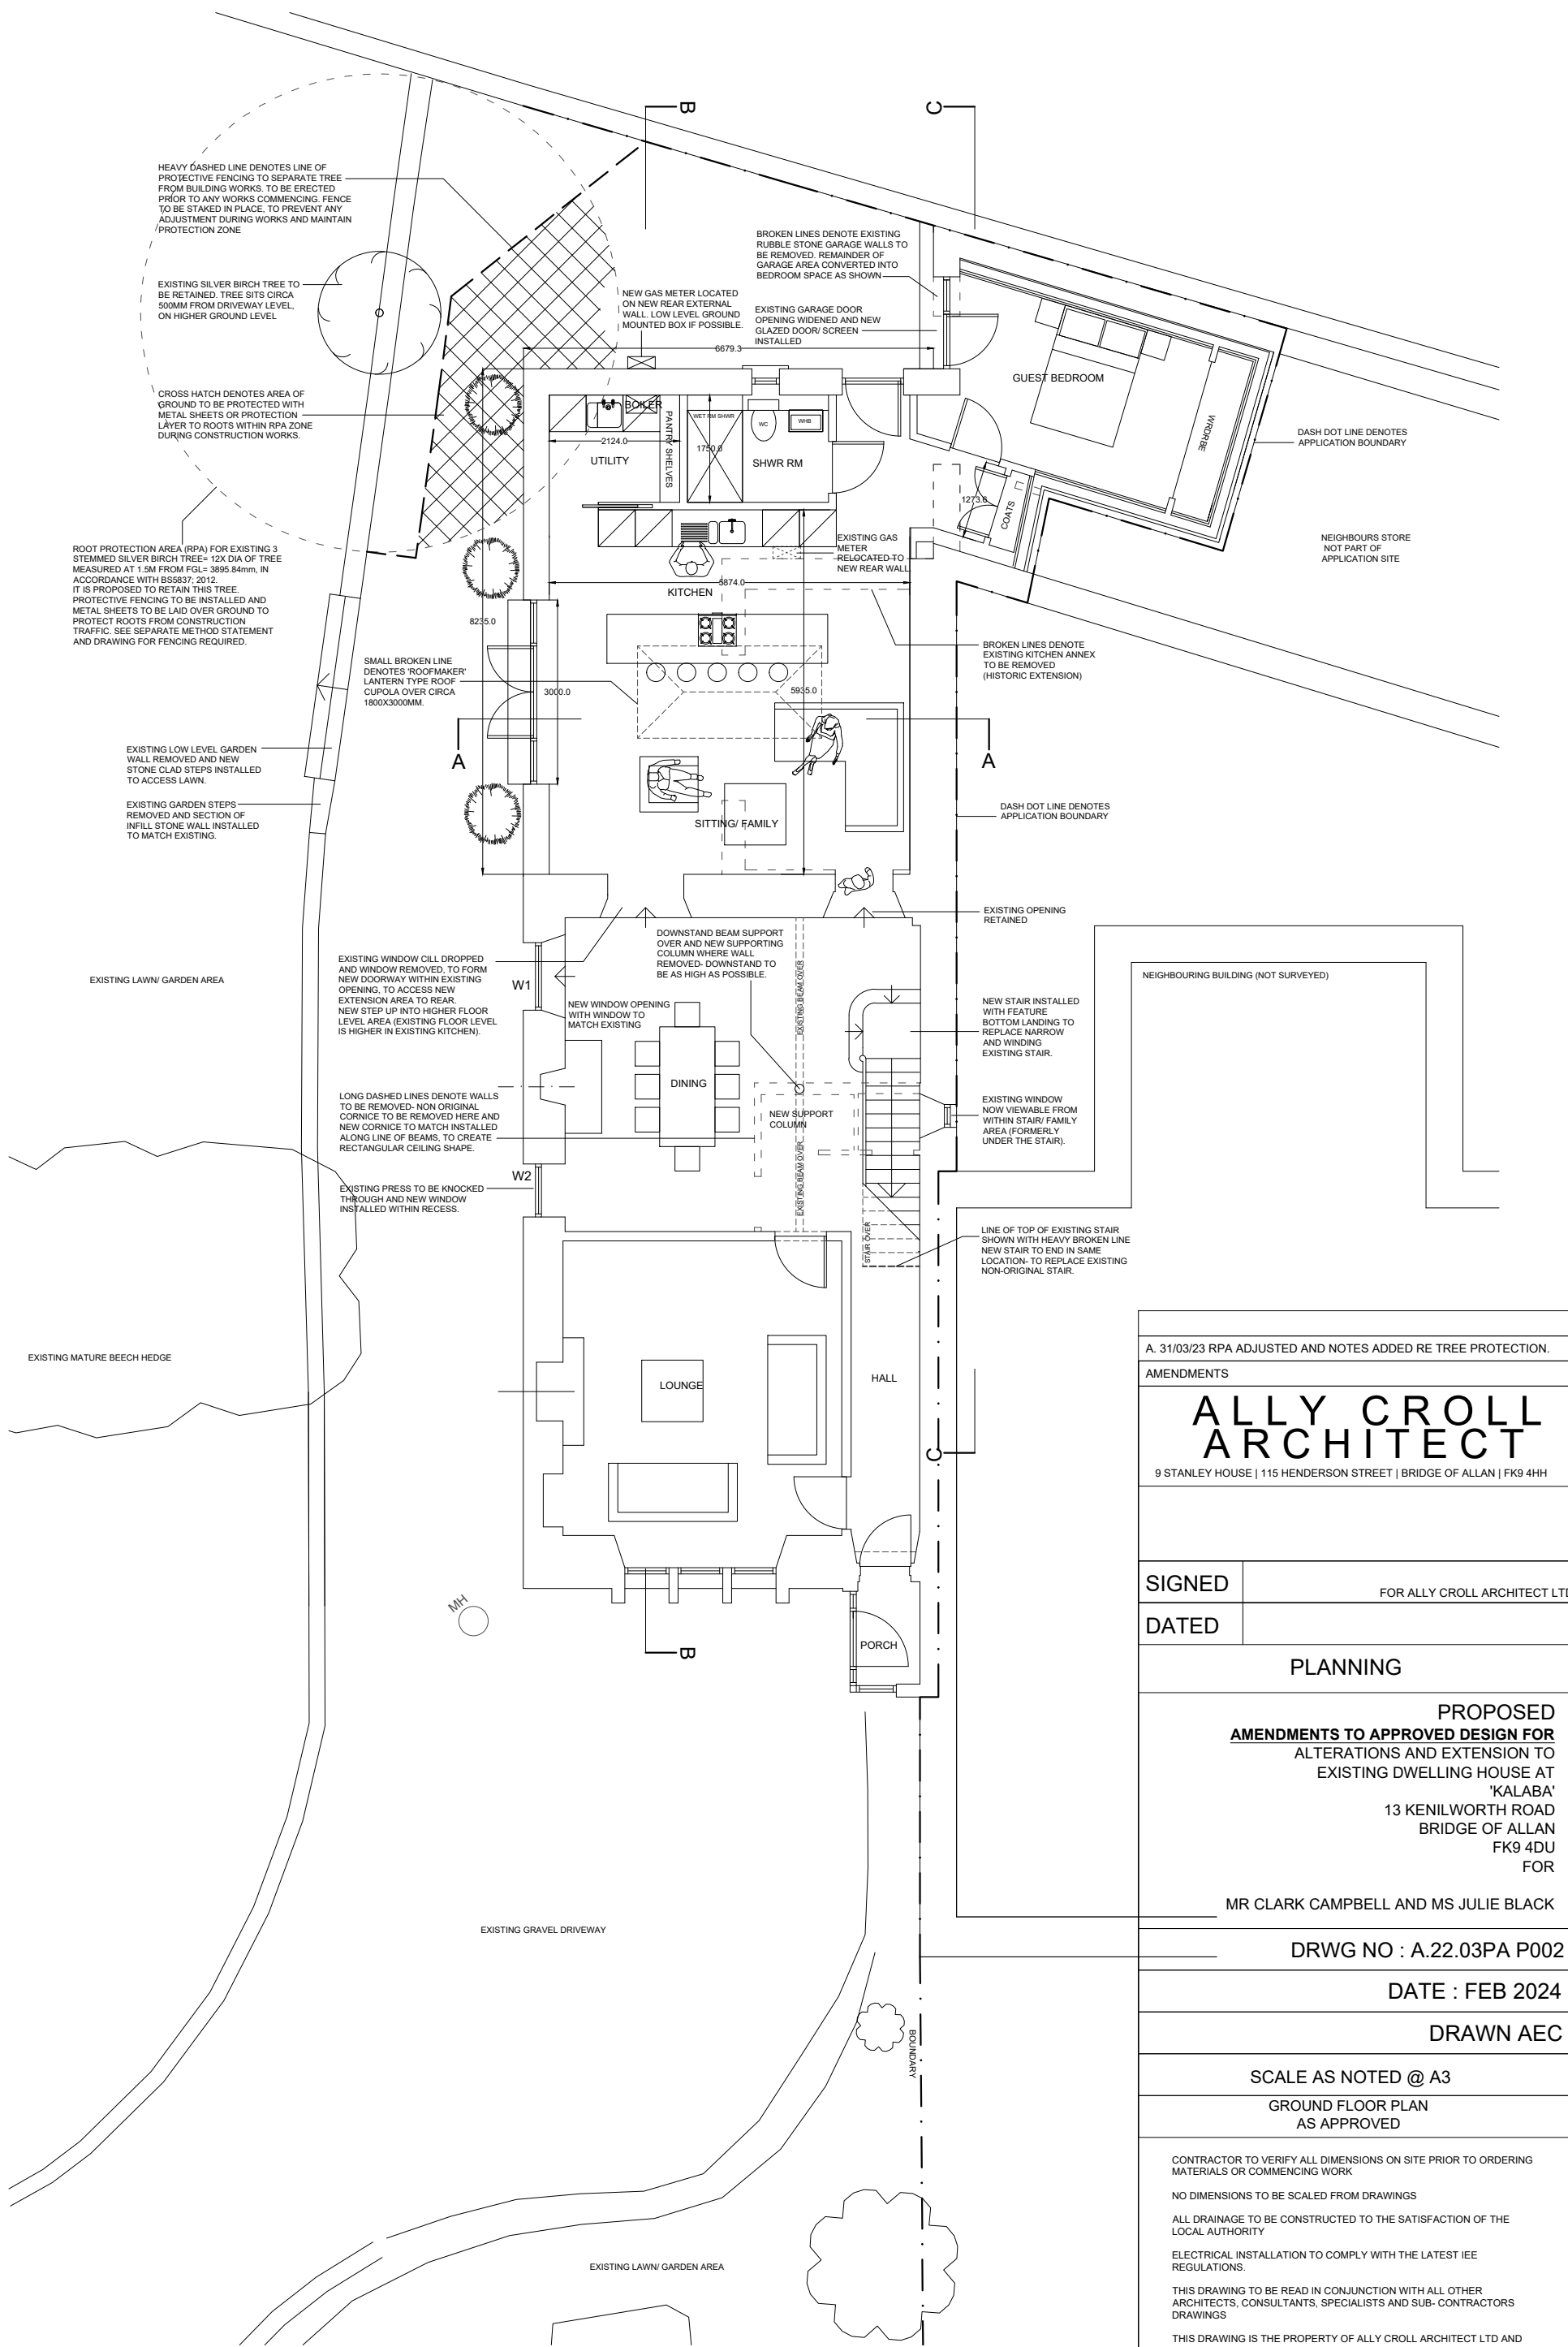 B
C
HEAVY DASHED LINE DENOTES LINE OF
PROTECTIVE FENCING TO SEPARATE TREE
FROM BUILDING WORKS. TO BE ERECTED
PRIOR TO ANY WORKS COMMENCING. FENCE
TO BE STAKED IN PLACE, TO PREVENT ANY
ADJUSTMENT DURING WORKS AND MAINTAIN
PROTECTION ZONE
EXISTING SILVER BIRCH TREE TO
BE RETAINED. TREE SITS CIRCA
500MM FROM DRIVEWAY LEVEL,
ON HIGHER GROUND LEVEL
CROSS HATCH DENOTES AREA OF
GROUND TO BE PROTECTED WITH
METAL SHEETS OR PROTECTION
LAYER TO ROOTS WITHIN RPA ZONE
DURING CONSTRUCTION WORKS.
ROOT PROTECTION AREA (RPA) FOR EXISTING 3
STEMMED SILVER BIRCH TREE= 12X DIA OF TREE
MEASURED AT 1.5M FROM FGL= 3895.84mm, IN
ACCORDANCE WITH BS5837; 2012.
IT IS PROPOSED TO RETAIN THIS TREE.
PROTECTIVE FENCING TO BE INSTALLED AND
METAL SHEETS TO BE LAID OVER GROUND TO
PROTECT ROOTS FROM CONSTRUCTION
TRAFFIC. SEE SEPARATE METHOD STATEMENT
AND DRAWING FOR FENCING REQUIRED.
BROKEN LINES DENOTE EXISTING
RUBBLE STONE GARAGE WALLS TO
BE REMOVED. REMAINDER OF
GARAGE AREA CONVERTED INTO
BEDROOM SPACE AS SHOWN
NEW GAS METER LOCATED
ON NEW REAR EXTERNAL
WALL. LOW LEVEL GROUND
MOUNTED BOX IF POSSIBLE.
EXISTING GARAGE DOOR
OPENING WIDENED AND NEW
GLAZED DOOR/ SCREEN
INSTALLED
6679.3
GUEST BEDROOM
WRDRBE
DASH DOT LINE DENOTES
APPLICATION BOUNDARY
BOILER
PANTRY SHELVES
WET RM SHWR
WC
WHB
2124.0
1750.0
UTILITY
SHWR RM
1273.6
COATS
NEIGHBOURS STORE
NOT PART OF
APPLICATION SITE
EXISTING GAS
METER
RELOCATED TO
NEW REAR WALL
5874.0
KITCHEN
8235.0
BROKEN LINES DENOTE
EXISTING KITCHEN ANNEX
TO BE REMOVED
(HISTORIC EXTENSION)
SMALL BROKEN LINE
DENOTES 'ROOFMAKER'
LANTERN TYPE ROOF
CUPOLA OVER CIRCA
1800X3000MM.
3000.0
5935.0
A
A
EXISTING LOW LEVEL GARDEN
WALL REMOVED AND NEW
STONE CLAD STEPS INSTALLED
TO ACCESS LAWN.
EXISTING GARDEN STEPS
REMOVED AND SECTION OF
INFILL STONE WALL INSTALLED
TO MATCH EXISTING.
SITTING/ FAMILY
DASH DOT LINE DENOTES
APPLICATION BOUNDARY
EXISTING OPENING
RETAINED
EXISTING LAWN/ GARDEN AREA
EXISTING WINDOW CILL DROPPED
AND WINDOW REMOVED, TO FORM
NEW DOORWAY WITHIN EXISTING
OPENING, TO ACCESS NEW
EXTENSION AREA TO REAR.
NEW STEP UP INTO HIGHER FLOOR
LEVEL AREA (EXISTING FLOOR LEVEL
IS HIGHER IN EXISTING KITCHEN).
W1
DOWNSTAND BEAM SUPPORT
OVER AND NEW SUPPORTING
COLUMN WHERE WALL
REMOVED- DOWNSTAND TO
BE AS HIGH AS POSSIBLE.
EXISTING BEAM OVER
NEW WINDOW OPENING
WITH WINDOW TO
MATCH EXISTING
NEIGHBOURING BUILDING (NOT SURVEYED)
NEW STAIR INSTALLED
WITH FEATURE
BOTTOM LANDING TO
REPLACE NARROW
AND WINDING
EXISTING STAIR.
DINING
LONG DASHED LINES DENOTE WALLS
TO BE REMOVED- NON ORIGINAL
CORNICE TO BE REMOVED HERE AND
NEW CORNICE TO MATCH INSTALLED
ALONG LINE OF BEAMS, TO CREATE
RECTANGULAR CEILING SHAPE.
NEW SUPPORT
COLUMN
EXISTING WINDOW
NOW VIEWABLE FROM
WITHIN STAIR/ FAMILY
AREA (FORMERLY
UNDER THE STAIR).
W2
EXISTING BEAM OVER
EXISTING PRESS TO BE KNOCKED
THROUGH AND NEW WINDOW
INSTALLED WITHIN RECESS.
STAIR OVER
LINE OF TOP OF EXISTING STAIR
SHOWN WITH HEAVY BROKEN LINE
NEW STAIR TO END IN SAME
LOCATION- TO REPLACE EXISTING
NON-ORIGINAL STAIR.
EXISTING MATURE BEECH HEDGE
LOUNGE
HALL
C
MH
B
PORCH
EXISTING GRAVEL DRIVEWAY
BOUNDARY
EXISTING LAWN/ GARDEN AREA
A. 31/03/23 RPA ADJUSTED AND NOTES ADDED RE TREE PROTECTION.
AMENDMENTS
ALLY CROLL
ARCHITECT
9 STANLEY HOUSE | 115 HENDERSON STREET | BRIDGE OF ALLAN | FK9 4HH
SIGNED
FOR ALLY CROLL ARCHITECT LTD
DATED
PLANNING
PROPOSED
AMENDMENTS TO APPROVED DESIGN FOR
ALTERATIONS AND EXTENSION TO
EXISTING DWELLING HOUSE AT
'KALABA'
13 KENILWORTH ROAD
BRIDGE OF ALLAN
FK9 4DU
FOR
MR CLARK CAMPBELL AND MS JULIE BLACK
DRWG NO : A.22.03PA P002
DATE : FEB 2024
DRAWN AEC
SCALE AS NOTED @ A3
GROUND FLOOR PLAN
AS APPROVED
CONTRACTOR TO VERIFY ALL DIMENSIONS ON SITE PRIOR TO ORDERING
MATERIALS OR COMMENCING WORK
NO DIMENSIONS TO BE SCALED FROM DRAWINGS
ALL DRAINAGE TO BE CONSTRUCTED TO THE SATISFACTION OF THE
LOCAL AUTHORITY
ELECTRICAL INSTALLATION TO COMPLY WITH THE LATEST IEE
REGULATIONS.
THIS DRAWING TO BE READ IN CONJUNCTION WITH ALL OTHER
ARCHITECTS, CONSULTANTS, SPECIALISTS AND SUB- CONTRACTORS
DRAWINGS
THIS DRAWING IS THE PROPERTY OF ALLY CROLL ARCHITECT LTD AND